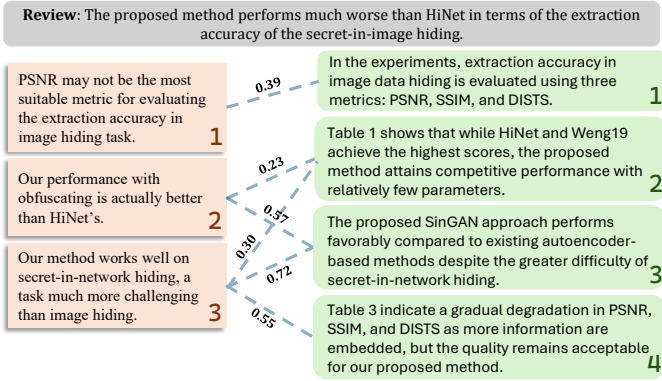 Review: The proposed method performs much worse than HiNet in terms of the extraction
accuracy of the secret-in-image hiding.
PSNR may not be the most
suitable metric for evaluating
the extraction accuracy in
image hiding task.
1
Our performance with
obfuscating is actually better
than HiNet's.
2
Our method works well on
secret-in-network hiding, a
task much more challenging
than image hiding.
3
0.39
0.23
0.57
0.30
0.72
0.55
In the experiments, extraction accuracy in
image data hiding is evaluated using three
metrics: PSNR, SSIM, and DISTS.
1
Table 1 shows that while HiNet and Weng19
achieve the highest scores, the proposed
method attains competitive performance with
relatively few parameters.
2
The proposed SinGAN approach performs
favorably compared to existing autoencoder-
based methods despite the greater difficulty of
secret-in-network hiding.
3
Table 3 indicate a gradual degradation in PSNR,
SSIM, and DISTS as more information are
embedded, but the quality remains acceptable
for our proposed method.
4